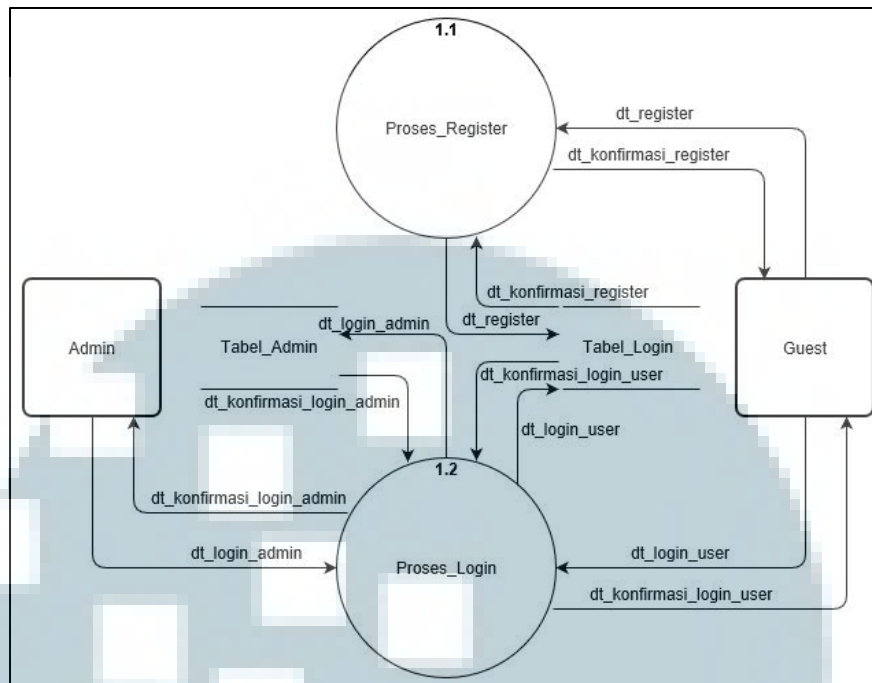 1.1
Proses_Register
dt_register
dt_konfirmasi_register
dt_konfirmasi_register
dt_register
dt_login_admin
Admin
Tabel_Admin
Tabel_Login
Guest
dt_konfirmasi_login_user
dt_konfirmasi_login_admin
dt_login_user
1.2
dt_konfirmasi_login_admin
dt_login_admin
Proses_Login
dt_login_user
dt_konfirmasi_login_user